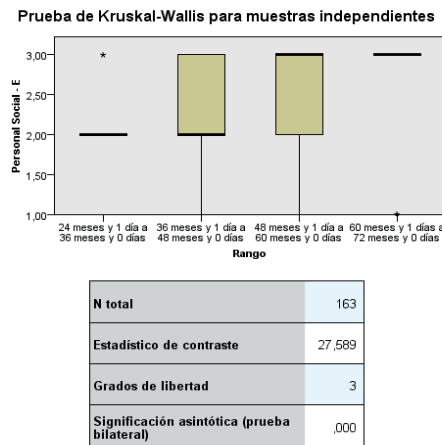 Prueba de Kruskal-Wallis para muestras independientes
Personal Social - E
3,00
2,50
2,00
1,50
1,00
24 meses y 1 día a 36 meses y 1 día a 48 meses y 1 día a 60 meses y 1 días a
36 meses y 0 días 48 meses y 0 días 60 meses y 0 días 72 meses y 0 días
Rango
N total 163
Estadístico de contraste 27,589
Grados de libertad 3
Significación asintótica (prueba
bilateral) ,000